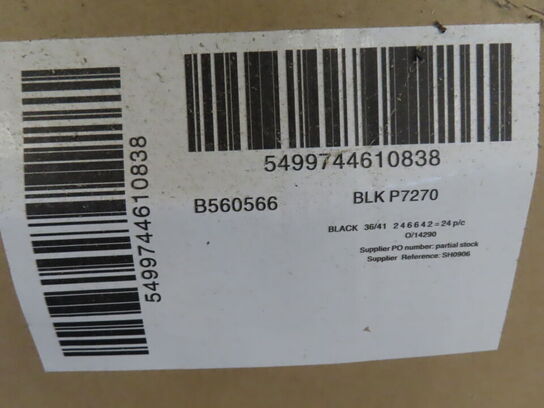 5499744610838
5499744610838
B560566 BLK P7270
BLACK 36/41 2 4 6 6 4 2 = 24 p/c
O/14290
Supplier PO number: partial stock
Supplier Reference: SH0906